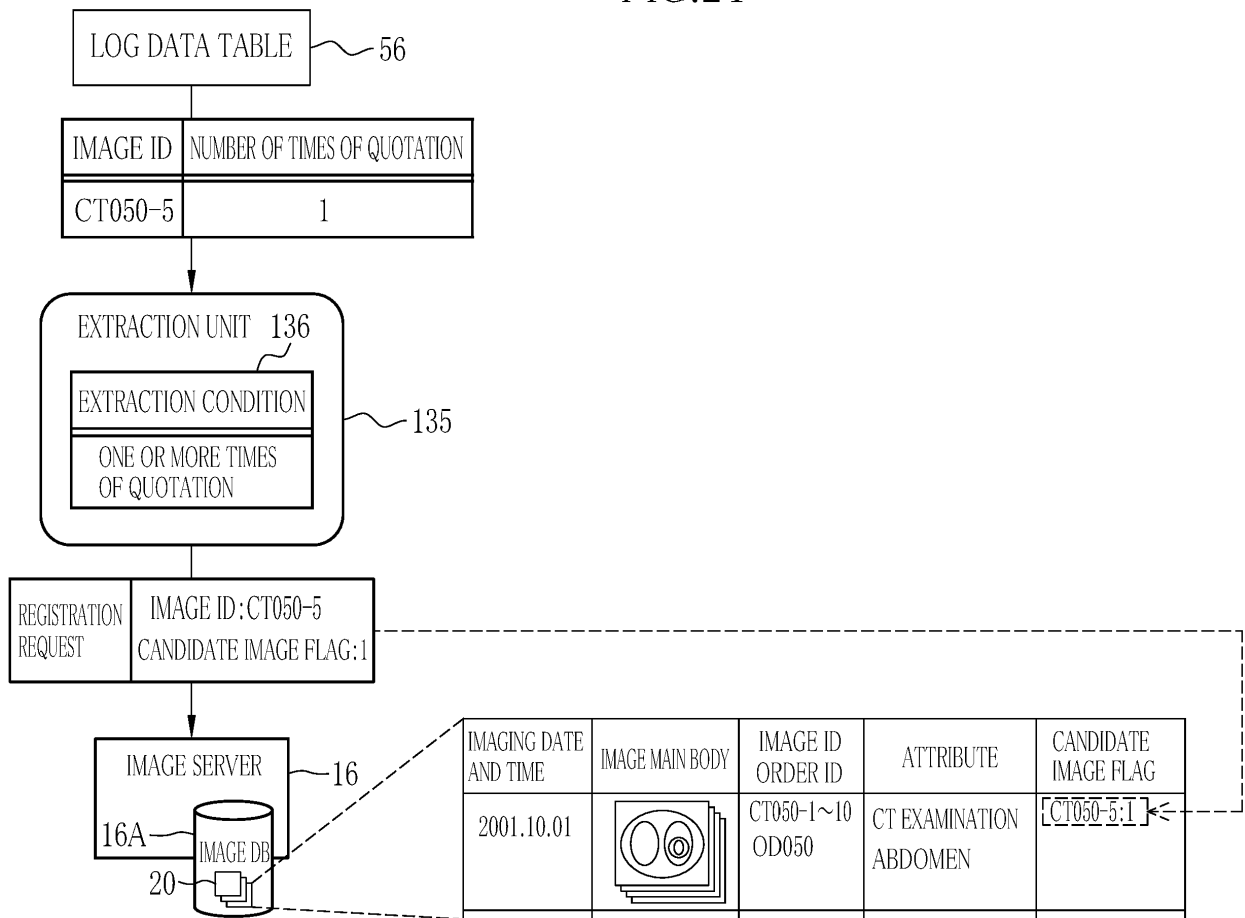 LOG DATA TABLE
56
IMAGE ID
NUMBER OF TIMES OF QUOTATION
CT050-5
1
EXTRACTION UNIT
136
EXTRACTION CONDITION
ONE OR MORE TIMES
OF QUOTATION
135
REGISTRATION
REQUEST
IMAGE ID:CT050-5
CANDIDATE IMAGE FLAG:1
IMAGE SERVER
16
16A
IMAGE DB
20
IMAGING DATE
AND TIME
IMAGE MAIN BODY
IMAGE ID
ORDER ID
ATTRIBUTE
CANDIDATE
IMAGE FLAG
2001.10.01
CT050-1~10
OD050
CT EXAMINATION
ABDOMEN
CT050-5:1